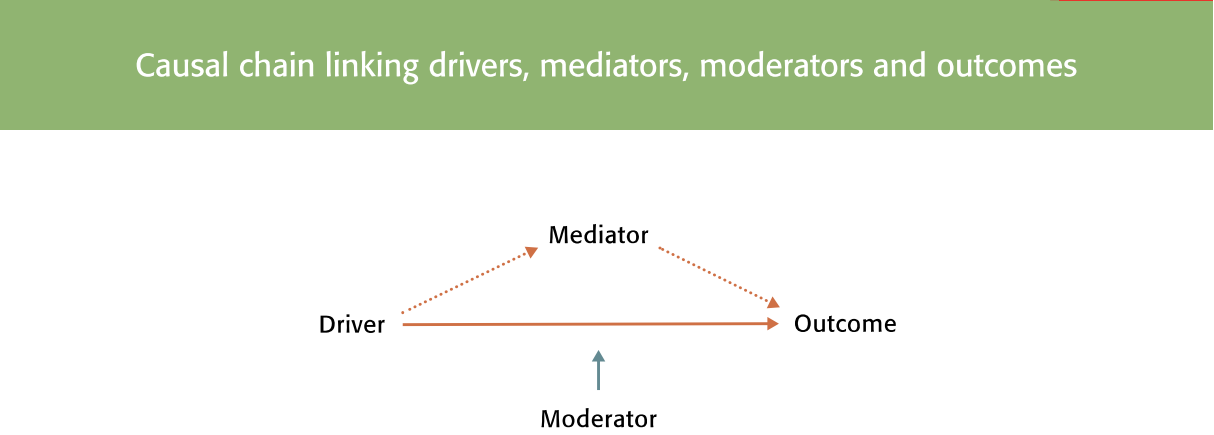 Causal chain linking drivers, mediators, moderators and outcomes
Mediator
Driver
Outcome
Moderator